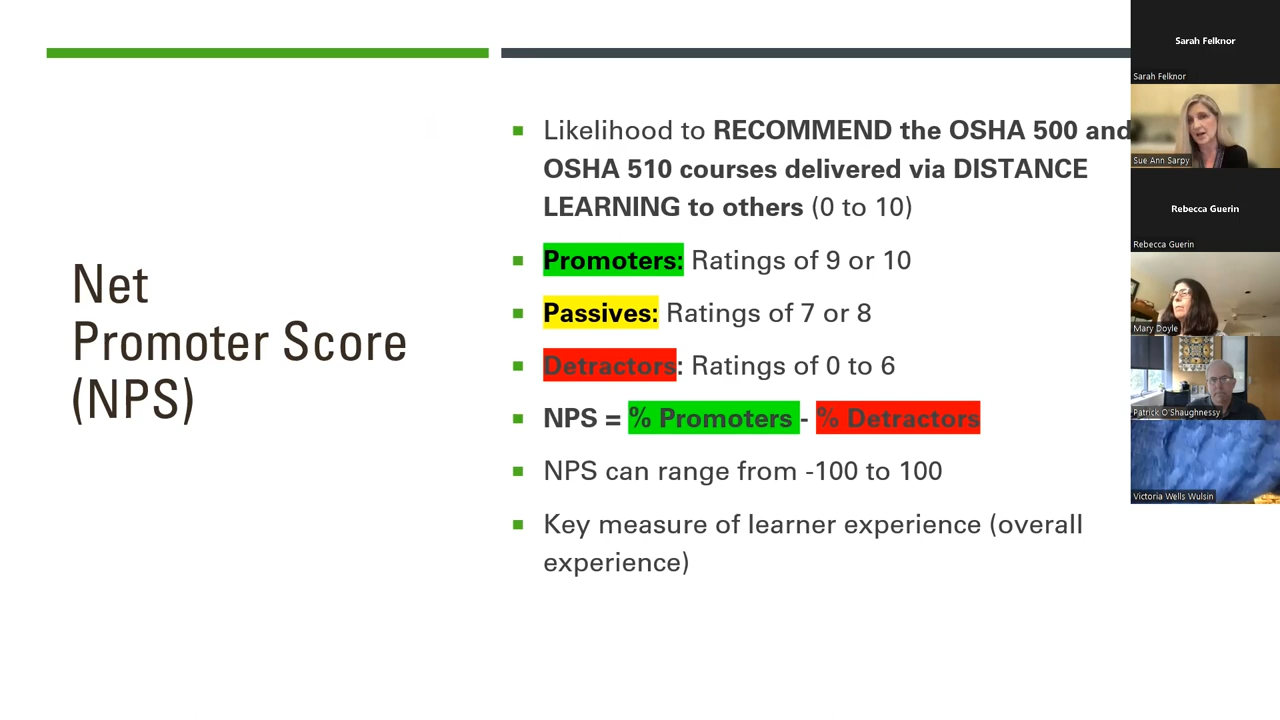 Net
Promoter Score
(NPS)
Likelihood to RECOMMEND the OSHA 500 and
OSHA 510 courses delivered via DISTANCE
LEARNING to others (0 to 10)
Promoters: Ratings of 9 or 10
Passives: Ratings of 7 or 8
Detractors: Ratings of 0 to 6
NPS = % Promoters - % Detractors
NPS can range from -100 to 100
Key measure of learner experience (overall
experience)
Sarah Felknor
Sarah Felknor
Sue Ann Sarpy
Rebecca Guerin
Rebecca Guerin
Mary Doyle
Patrick O'Shaughnessy
Victoria Wells Wulsin